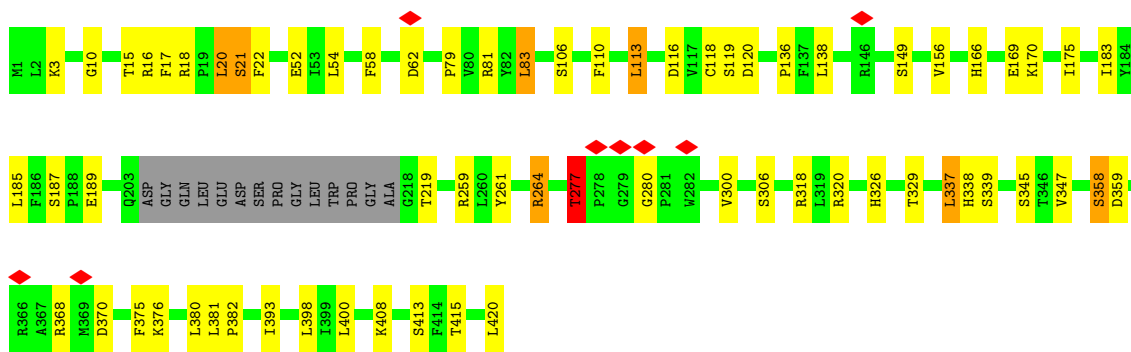 M1 L2 K3 G10 T15 R16 F17 R18 P19 L20 S21 F22 E52 I53 L54 F58 D62 P79 V80 R81 Y82 L83 S106 F110 L113 D116 V117 C118 S119 D120 P136 F137 L138 R146 S149 V156 H166 E169 K170 I175 I183 Y184
L185 F186 S187 P188 E189 Q203 ASP GLY GLN LEU GLU ASP SER PRO GLY LEU TRP PRO GLY ALA G218 T219 R259 L260 Y261 R264 T277 P278 G279 G280 P281 W282 V300 S306 R318 L319 R320 H326 T329 L337 H338 S339 S345 T346 V347 S358 D359
R366 A367 R368 M369 D370 F375 K376 L380 L381 P382 I393 L398 I399 L400 K408 S413 F414 T415 L420